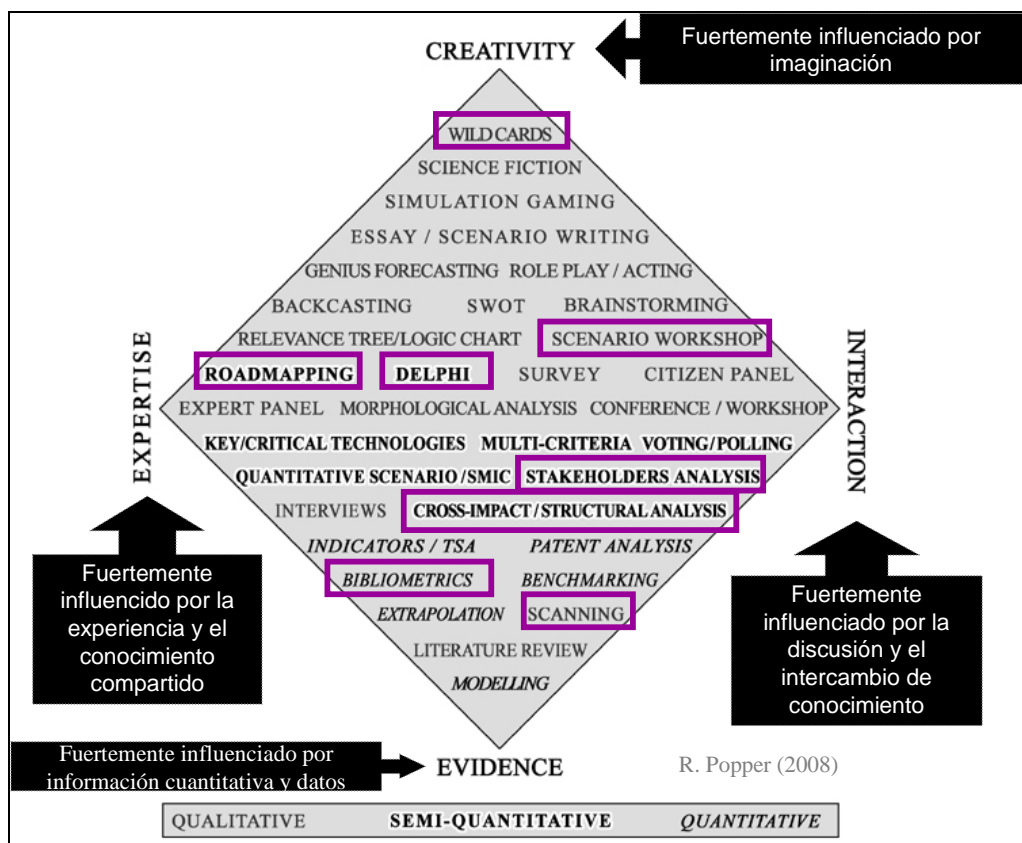 CREATIVITY
Fuertemente influenciado por
imaginación
WILD CARDS
SCIENCE FICTION
SIMULATION GAMING
ESSAY / SCENARIO WRITING
GENIUS FORECASTING ROLE PLAY / ACTING
BACKCASTING SWOT BRAINSTORMING
RELEVANCE TREE/LOGIC CHART SCENARIO WORKSHOP
ROADMAPPING DELPHI SURVEY CITIZEN PANEL
EXPERT PANEL MORPHOLOGICAL ANALYSIS CONFERENCE / WORKSHOP
KEY/CRITICAL TECHNOLOGIES MULTI-CRITERIA VOTING/POLLING
QUANTITATIVE SCENARIO /SMIC STAKEHOLDERS ANALYSIS
INTERVIEWS CROSS-IMPACT / STRUCTURAL ANALYSIS
INDICATORS / TSA PATENT ANALYSIS
BIBLIOMETRICS BENCHMARKING
EXTRAPOLATION SCANNING
LITERATURE REVIEW
MODELLING
EXPERTISE
INTERACTION
Fuertemente
influencido por la
experiencia y el
conocimiento
compartido
Fuertemente
influenciado por la
discusión y el
intercambio de
conocimiento
Fuertemente influenciado por
información cuantitativa y datos
EVIDENCE
R. Popper (2008)
QUALITATIVE SEMI-QUANTITATIVE QUANTITATIVE